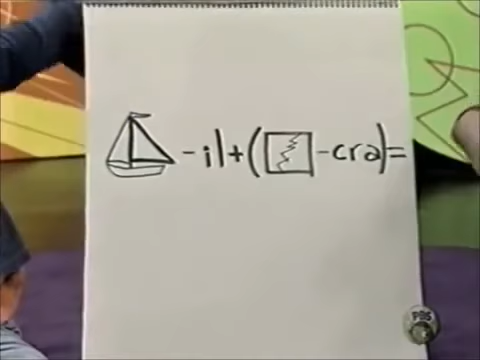 - il + ( - cra) =
PBS